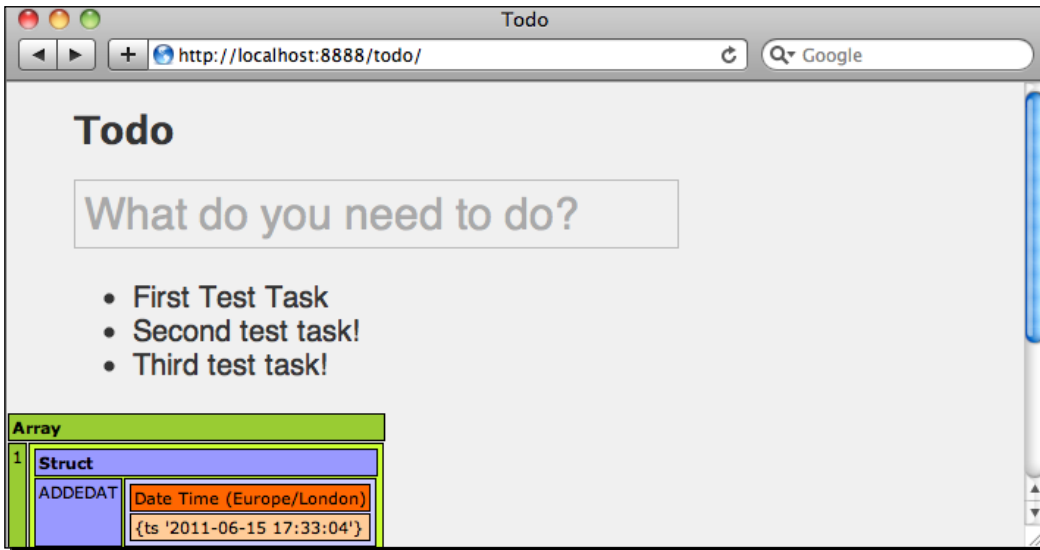 Todo
http://localhost:8888/todo/
Google
Todo
What do you need to do?
• First Test Task
• Second test task!
• Third test task!
Array
1
Struct
ADDEDAT
Date Time (Europe/London)
{ts '2011-06-15 17:33:04'}